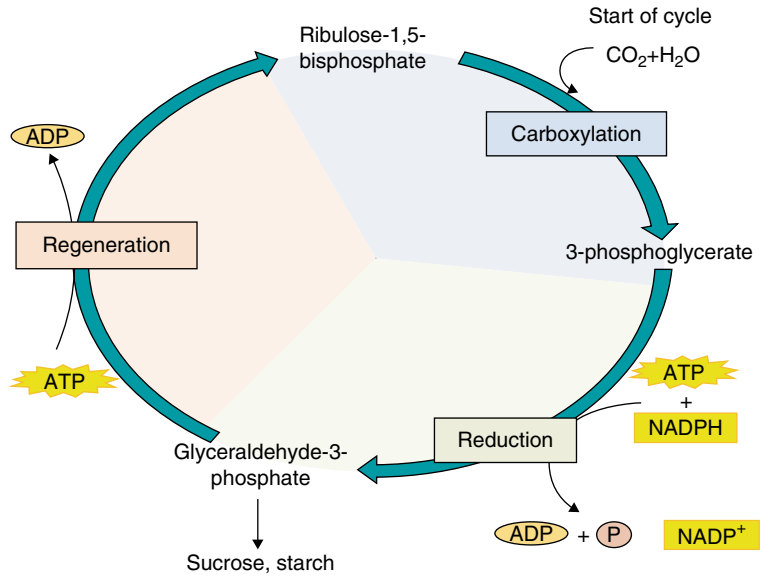 Start of cycle
Ribulose-1,5-
bisphosphate
CO₂+H₂O
Carboxylation
ADP
Regeneration
3-phosphoglycerate
ATP
ATP
+
NADPH
Reduction
Glyceraldehyde-3-
phosphate
ADP + P NADP⁺
Sucrose, starch